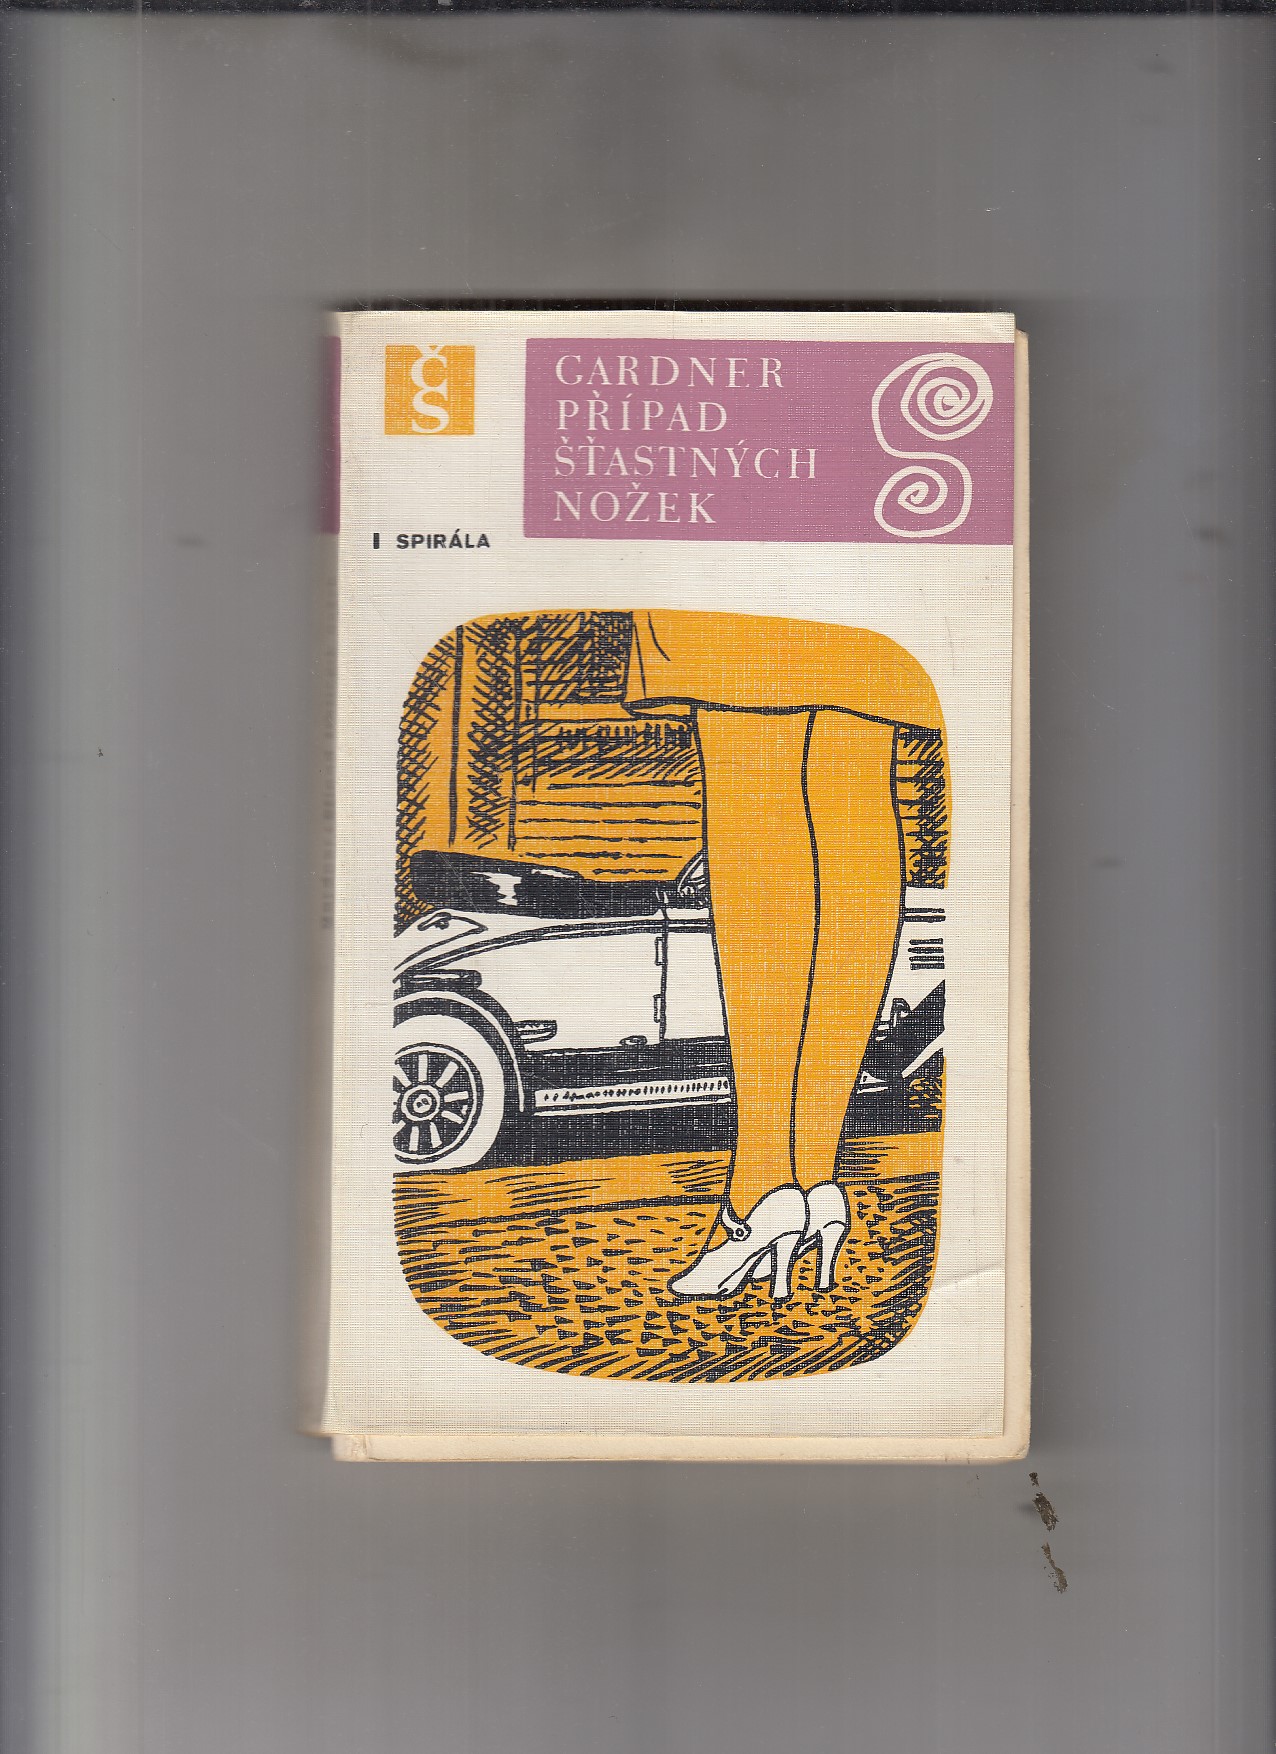 ČS
GARDNER
PŘÍPAD
ŠŤASTNÝCH
NOŽEK
SPIRÁLA